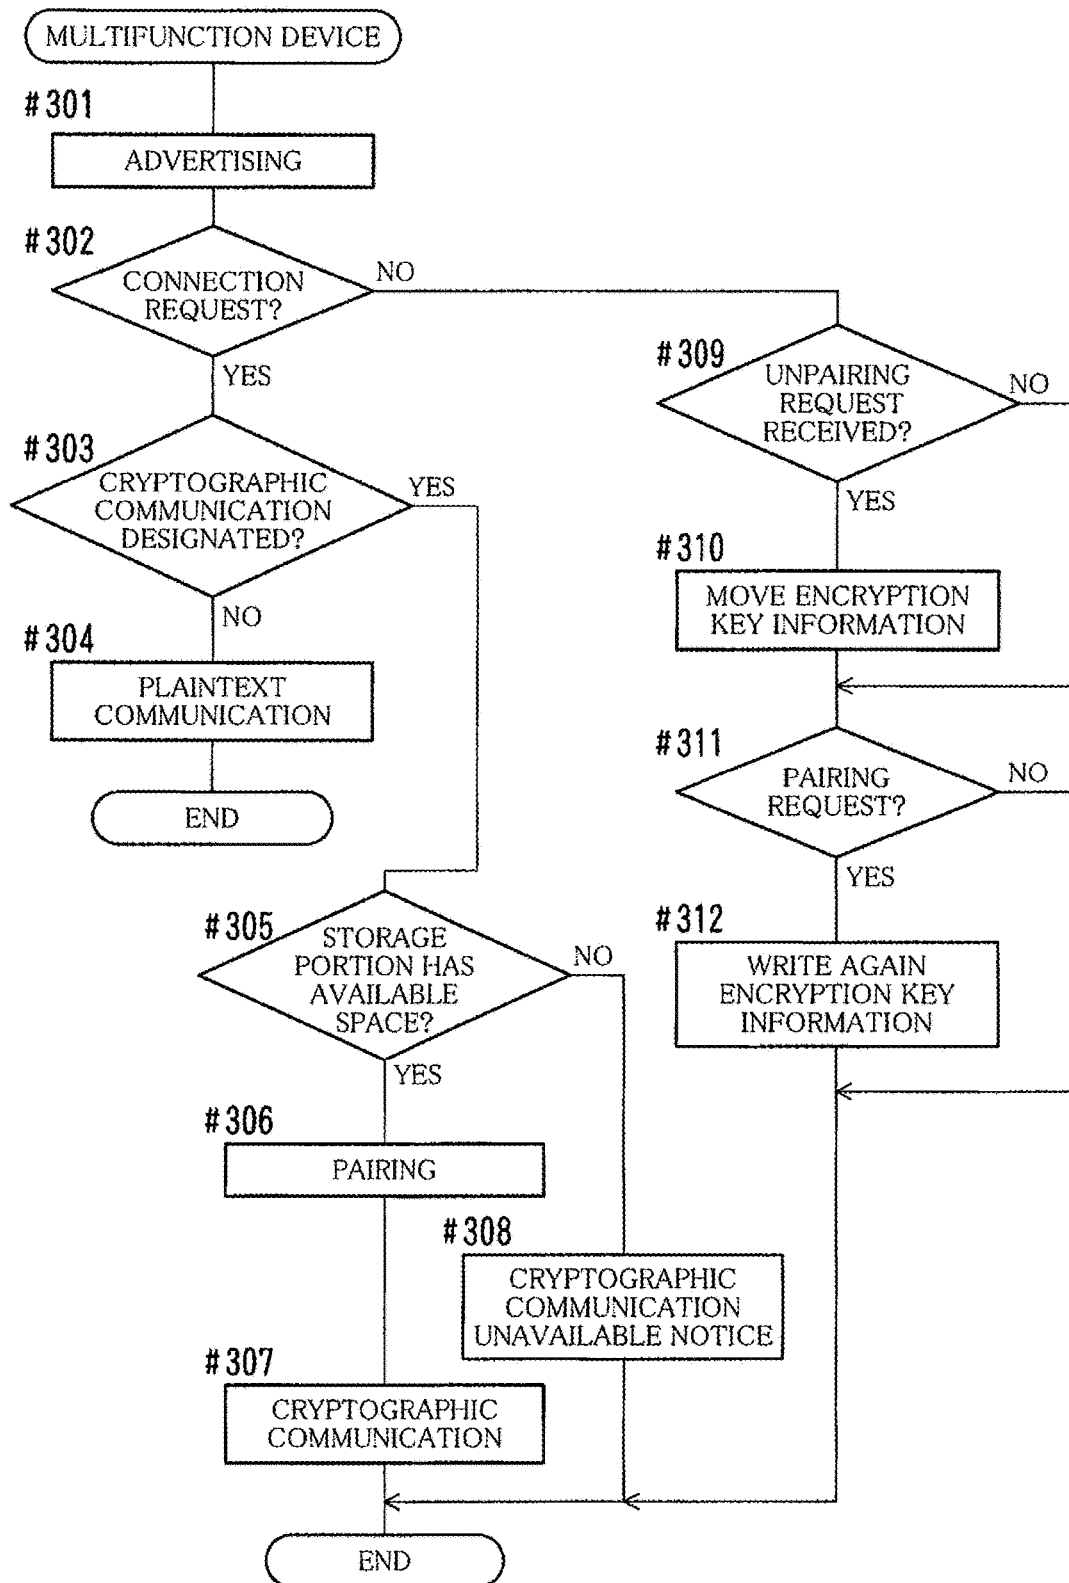 MULTIFUNCTION DEVICE
#301
ADVERTISING
#302
CONNECTION
REQUEST?
NO
YES
#303
CRYPTOGRAPHIC
COMMUNICATION
DESIGNATED?
YES
NO
#304
PLAINTEXT
COMMUNICATION
END
#305
STORAGE
PORTION HAS
AVAILABLE
SPACE?
NO
YES
#306
PAIRING
#308
CRYPTOGRAPHIC
COMMUNICATION
UNAVAILABLE NOTICE
#307
CRYPTOGRAPHIC
COMMUNICATION
END
#309
UNPAIRING
REQUEST
RECEIVED?
NO
YES
#310
MOVE ENCRYPTION
KEY INFORMATION
#311
PAIRING
REQUEST?
NO
YES
#312
WRITE AGAIN
ENCRYPTION KEY
INFORMATION